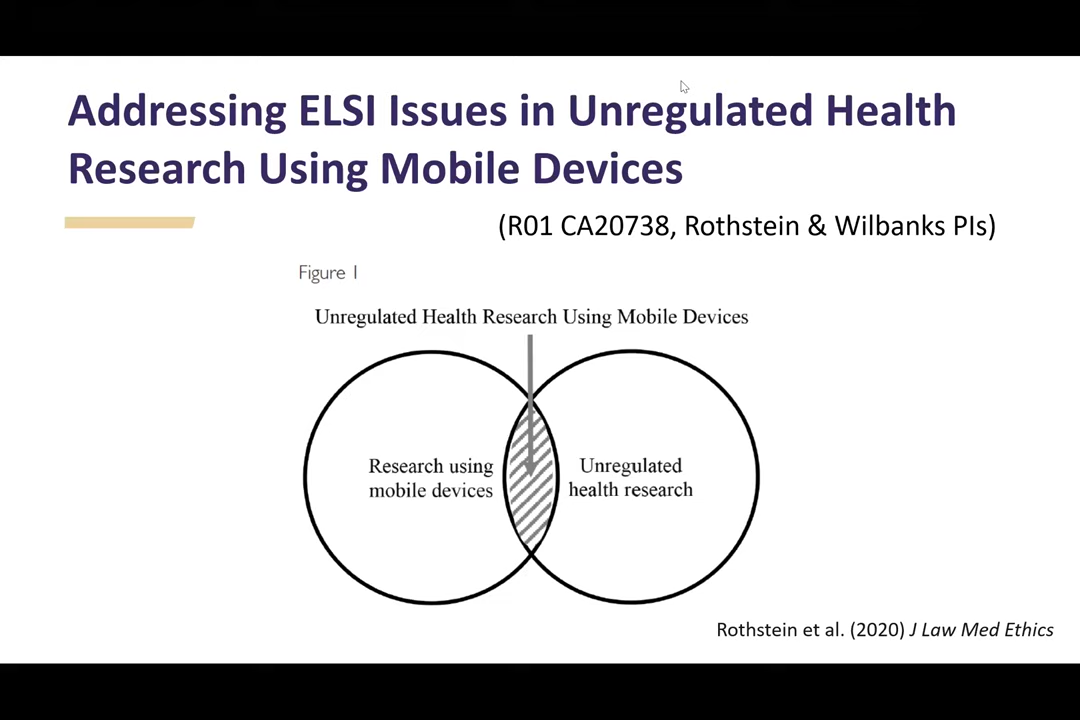 Addressing ELSI Issues in Unregulated Health
Research Using Mobile Devices
(R01 CA20738, Rothstein & Wilbanks PIs)
Figure 1
Unregulated Health Research Using Mobile Devices
Research using
mobile devices
Unregulated
health research
Rothstein et al. (2020) J Law Med Ethics